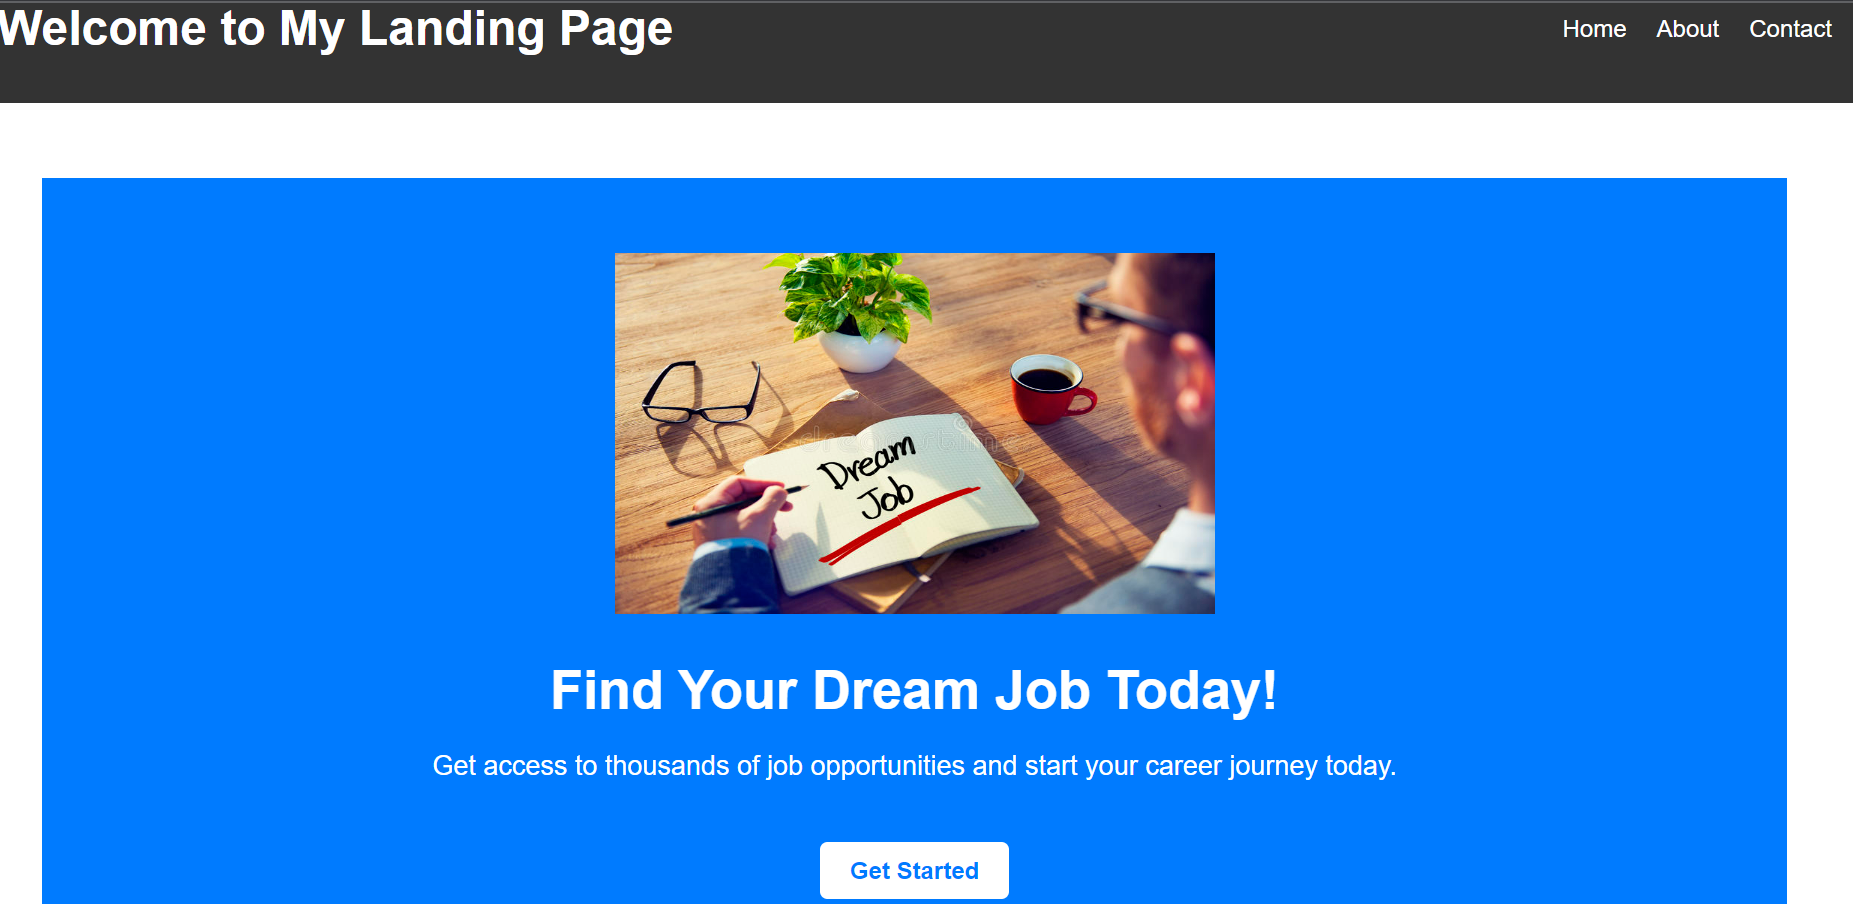 Welcome to My Landing Page
Home About Contact
Dream
Job
Find Your Dream Job Today!
Get access to thousands of job opportunities and start your career journey today.
Get Started